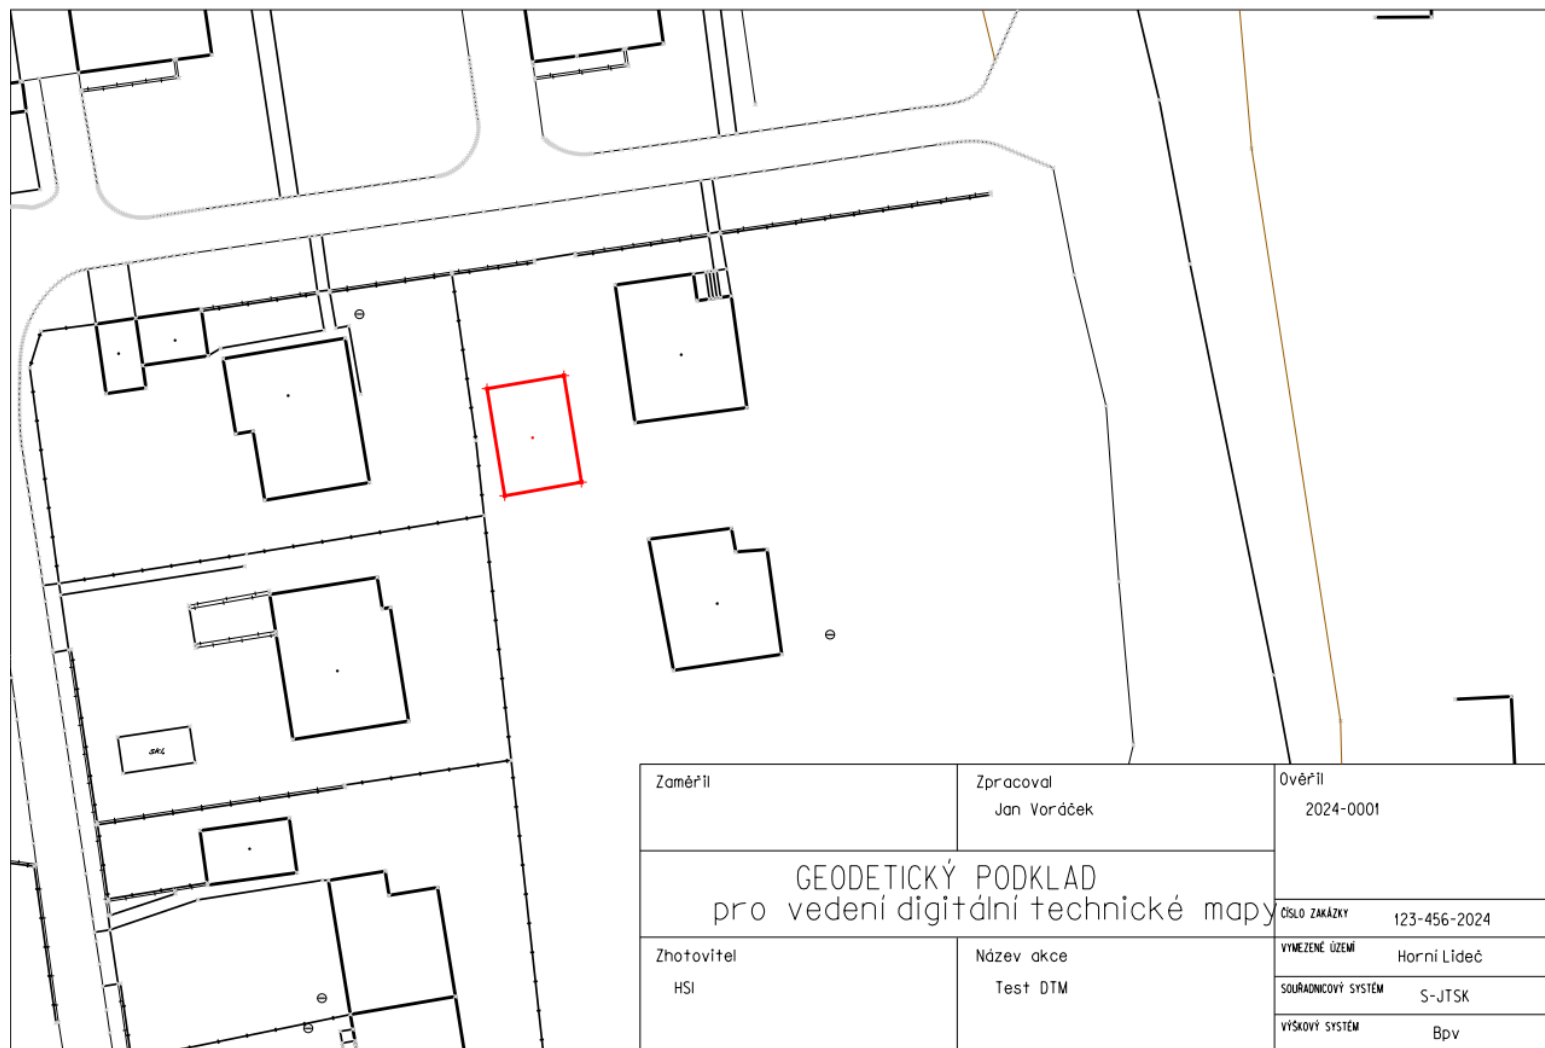 SKL
Zaměřil
Zpracoval
Jan Voráček
Ověřil
2024-0001
GEODETICKÝ PODKLAD
pro vedení digitální technické mapy
ČÍSLO ZAKÁZKY 123-456-2024
VYMEZENÉ ÚZEMÍ Horní Lideč
Zhotovitel
HSI
Název akce
Test DTM
SOUŘADNICOVÝ SYSTÉM S-JTSK
VÝŠKOVÝ SYSTÉM Bpv